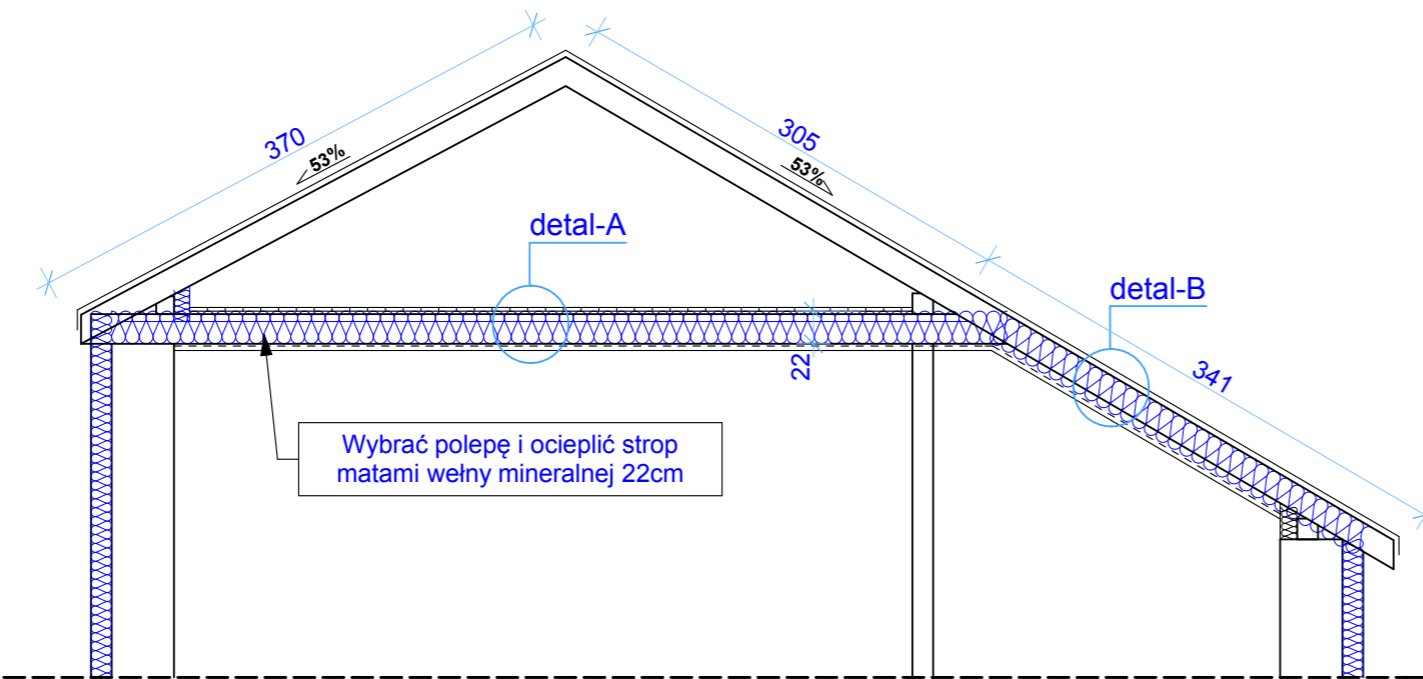 370
53%
305
53%
detal-A
detal-B
22
341
Wybrać polepę i ocieplić strop
matami wełny mineralnej 22cm